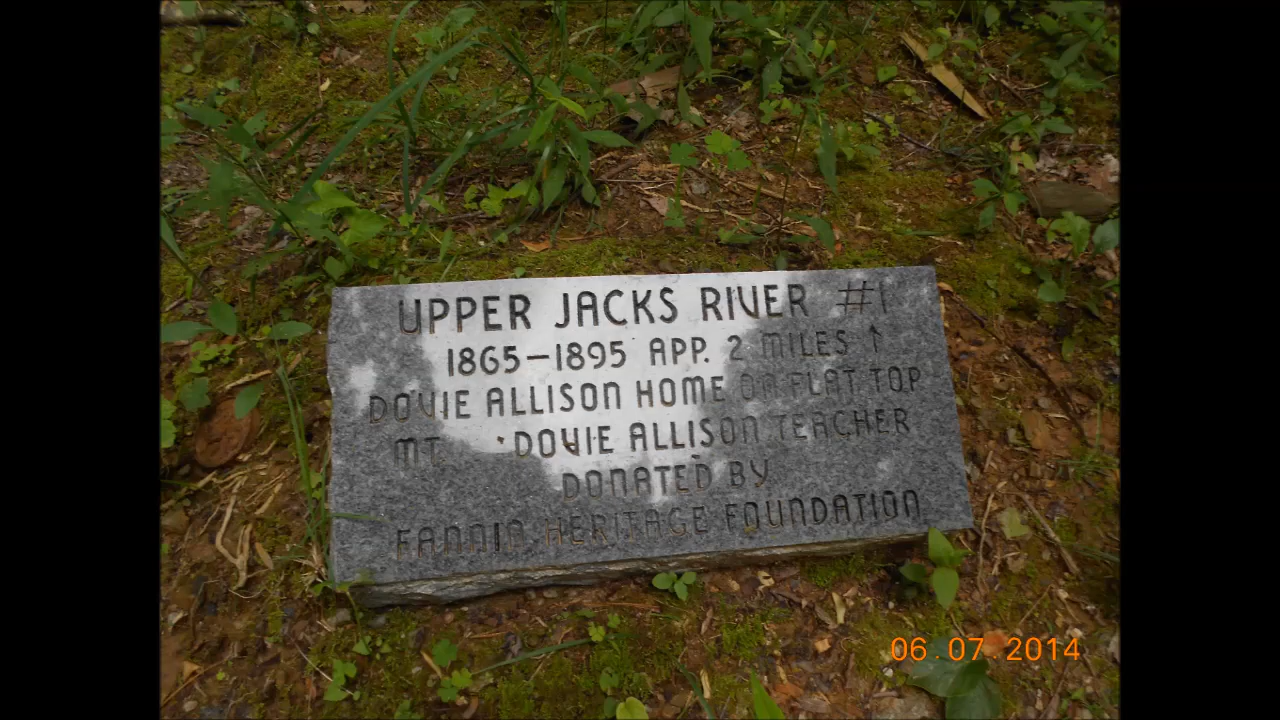 UPPER JACKS RIVER #1
1865-1895 APP. 2 MILES ↑
DOVIE ALLISON HOME ON FLAT TOP
MT. DOVIE ALLISON TEACHER
DONATED BY
FANNIN HERITAGE FOUNDATION
06.07.2014